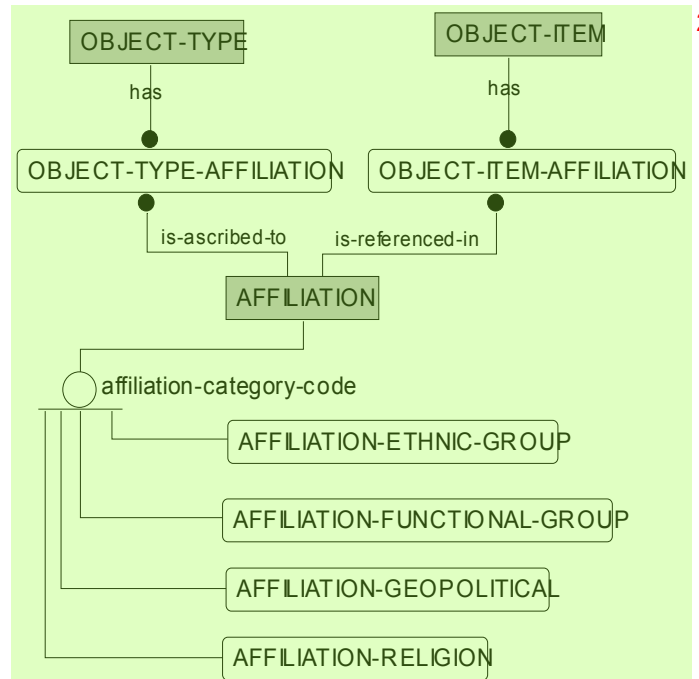 OBJECT-TYPE
OBJECT-ITEM
has
has
OBJECT-TYPE-AFFILIATION
OBJECT-ITEM-AFFILIATION
is-ascribed-to
is-referenced-in
AFFILIATION
affiliation-category-code
AFFILIATION-ETHNIC-GROUP
AFFILIATION-FUNCTIONAL-GROUP
AFFILIATION-GEOPOLITICAL
AFFILIATION-RELIGION